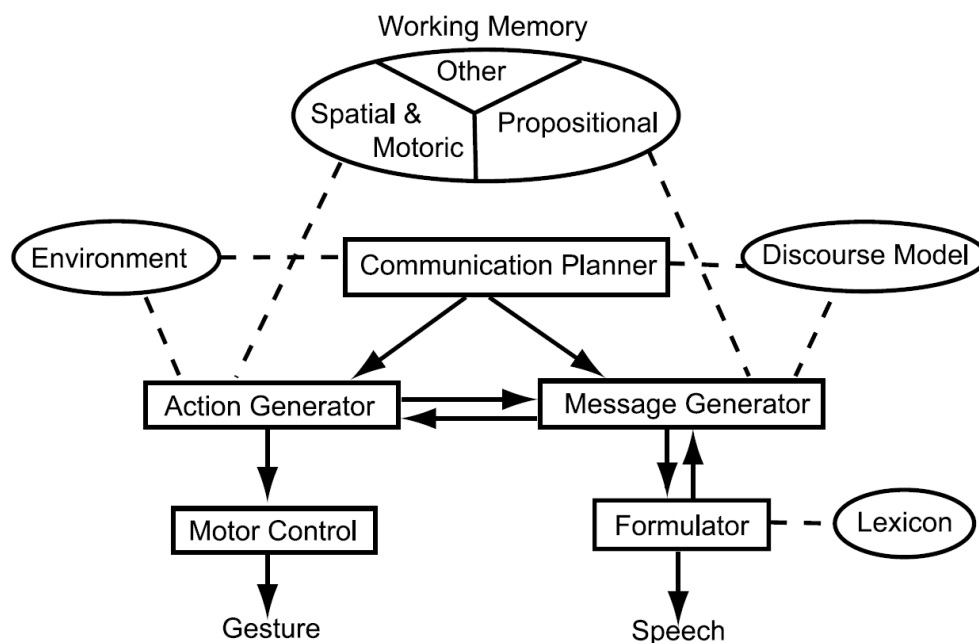 Working Memory
Other
Spatial &
Motoric
Propositional
Environment
Communication Planner
Discourse Model
Action Generator
Message Generator
Motor Control
Formulator
Lexicon
Gesture
Speech